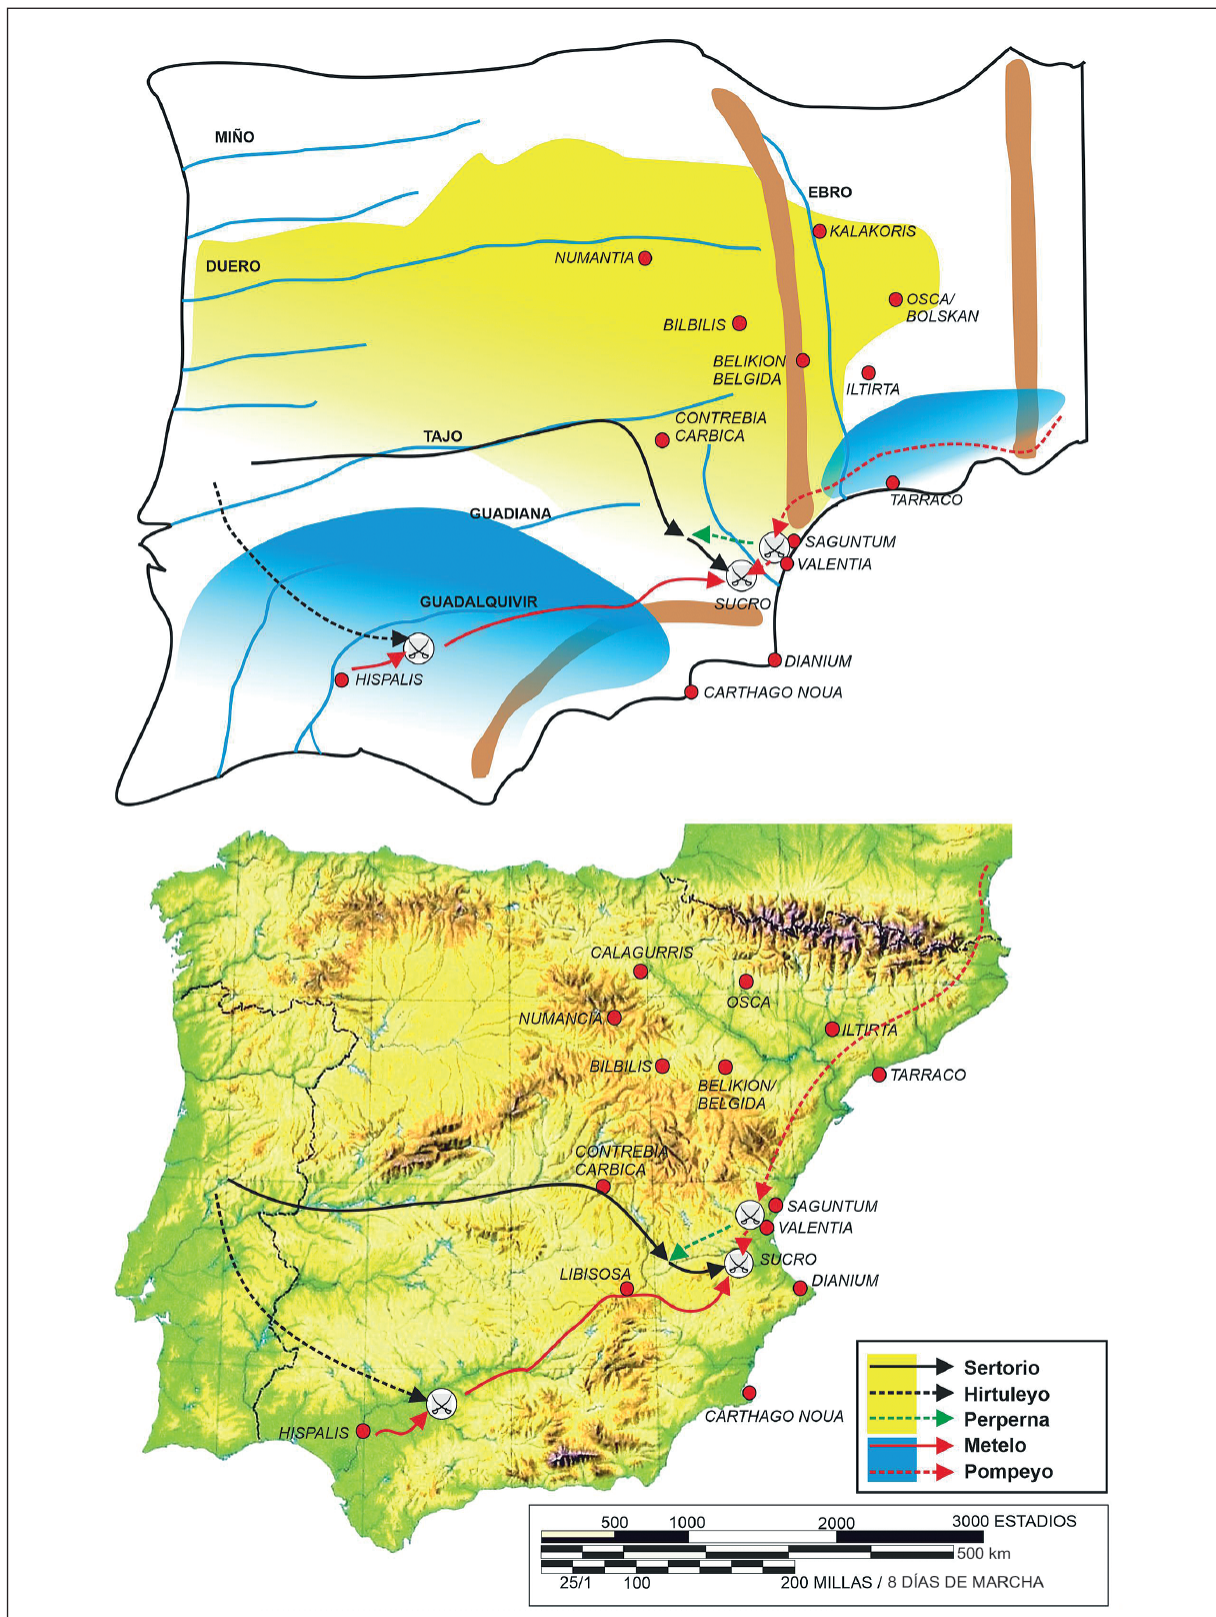 MIÑO
EBRO
KALAKORIS
NUMANTIA
DUERO
OSCA/
BOLSKAN
BILBILIS
BELIKION
BELGIDA
ILTIRTA
CONTREBIA
CARBICA
TAJO
TARRACO
GUADIANA
SAGUNTUM
VALENTIA
SUCRO
GUADALQUIVIR
HISPALIS
DIANIUM
CARTHAGO NOUA
CALAGURRIS
OSCA
NUMANCIA
ILTIRTA
BILBILIS
BELIKION/
BELGIDA
TARRACO
CONTREBIA
CARBICA
SAGUNTUM
VALENTIA
SUCRO
LIBISOSA
DIANIUM
CARTHAGO NOUA
HISPALIS
Sertorio
Hirtuleyo
Perperna
Metelo
Pompeyo
500 1000 2000 3000 ESTADIOS
500 km
25/1 100 200 MILLAS / 8 DÍAS DE MARCHA